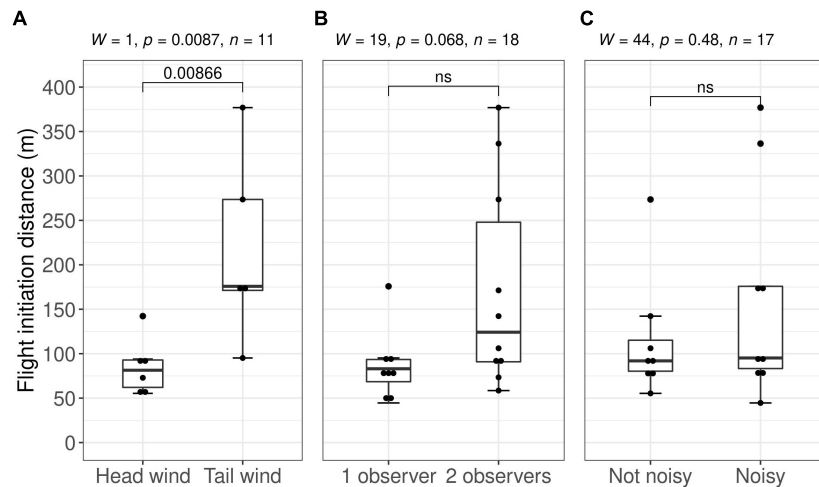 A B C
W = 1, p = 0.0087, n = 11
W = 19, p = 0.068, n = 18
W = 44, p = 0.48, n = 17
0.00866
ns
ns
Flight initiation distance (m)
400
350
300
250
200
150
100
50
0
Head wind Tail wind
1 observer 2 observers
Not noisy Noisy